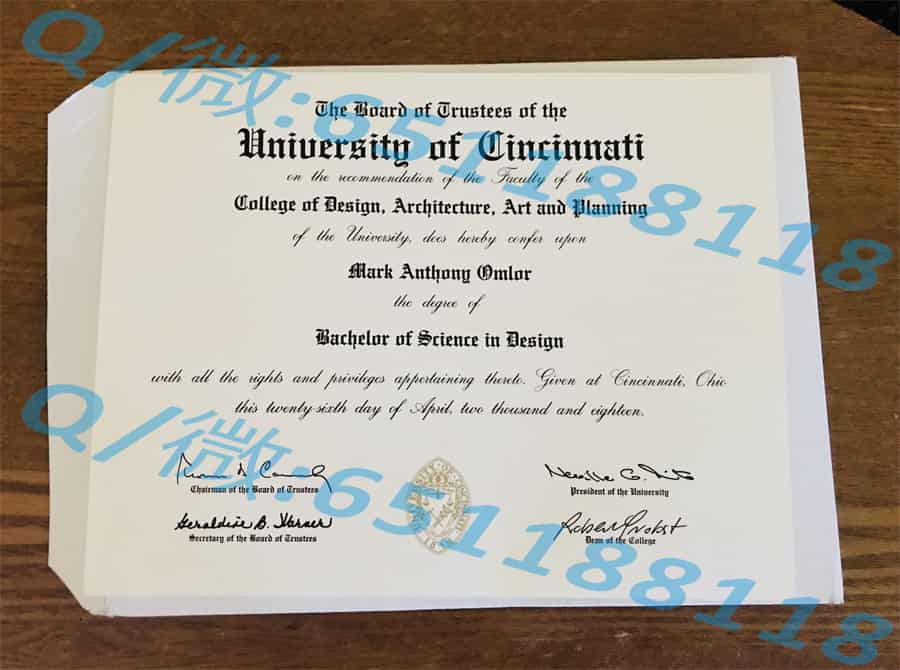 Q/微:651188118
The Board of Trustees of the
University of Cincinnati
on the recommendation of the Faculty of the
College of Design, Architecture, Art and Planning
of the University, does hereby confer upon
Mark Anthony Omlor
the degree of
Bachelor of Science in Design
with all the rights and privileges appertaining thereto. Given at Cincinnati, Ohio
this twenty-sixth day of April, two thousand and eighteen.
Q/微:651188118
Chairman of the Board of Trustees
President of the University
Geraldine B. Warner
Secretary of the Board of Trustees
Robert Probst
Dean of the College